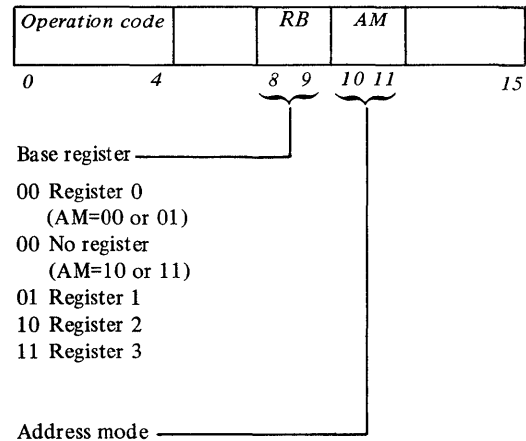 Operation code RB AM
0 4 8 9 10 11 15
Base register
00 Register 0
(AM=00 or 01)
00 No register
(AM=10 or 11)
01 Register 1
10 Register 2
11 Register 3
Address mode